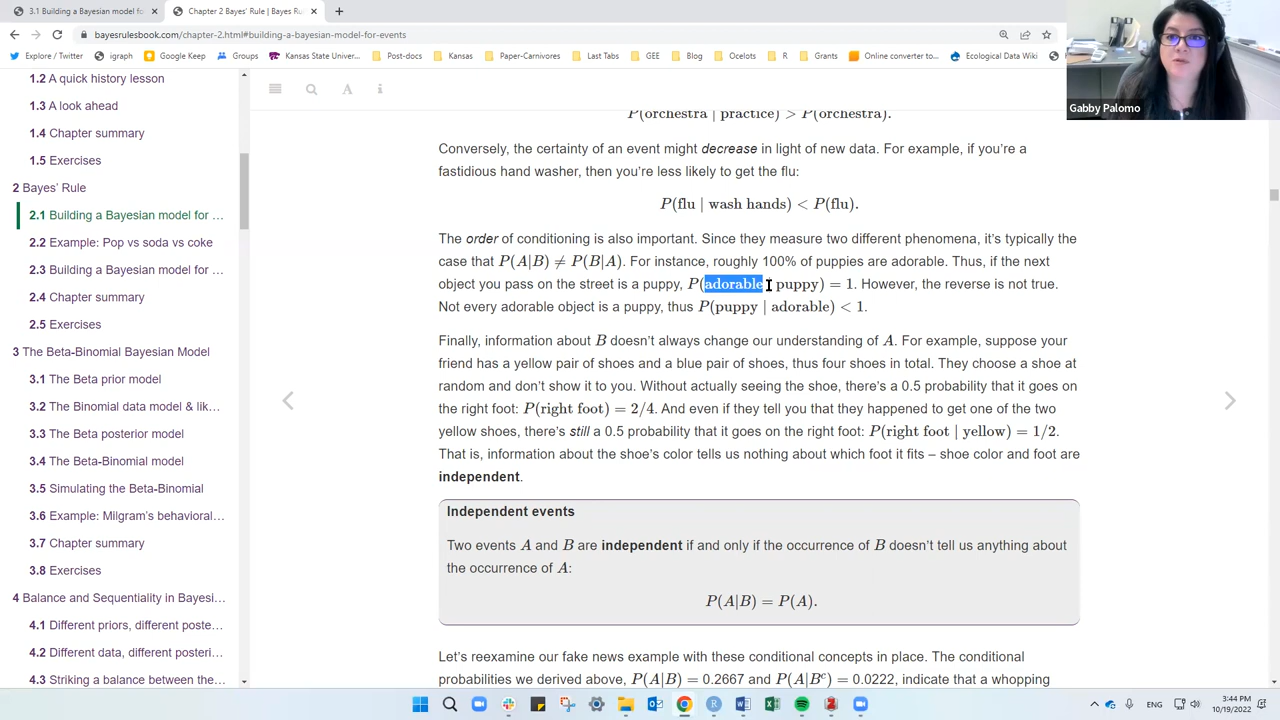 3.1 Building a Bayesian model fo
Chapter 2 Bayes' Rule | Bayes Ru
bayesrulesbook.com/chapter-2.html#building-a-bayesian-model-for-events
Explore / Tweets
igraph
Google Keep
Groups
Kansas State Univer...
Post-docs
Kansas
Paper-Carnivores
Last Tabs
GEE
Blog
Ocelots
R
Grants
Online converter to...
Ecological Data Wiki
Gabby Palomo
1.2 A quick history lesson
1.3 A look ahead
1.4 Chapter summary
1.5 Exercises
2 Bayes' Rule
2.1 Building a Bayesian model for ...
2.2 Example: Pop vs soda vs coke
2.3 Building a Bayesian model for ...
2.4 Chapter summary
2.5 Exercises
3 The Beta-Binomial Bayesian Model
3.1 The Beta prior model
3.2 The Binomial data model & lik...
3.3 The Beta posterior model
3.4 The Beta-Binomial model
3.5 Simulating the Beta-Binomial
3.6 Example: Milgram's behavioral...
3.7 Chapter summary
3.8 Exercises
4 Balance and Sequentiality in Bayesi...
4.1 Different priors, different poste...
4.2 Different data, different posteri...
4.3 Striking a balance between the...
P(orchestra | practice) > P(orchestra).
Conversely, the certainty of an event might decrease in light of new data. For example, if you're a
fastidious hand washer, then you're less likely to get the flu:
P(flu | wash hands) < P(flu).
The order of conditioning is also important. Since they measure two different phenomena, it's typically the
case that P(A|B) ≠ P(B|A). For instance, roughly 100% of puppies are adorable. Thus, if the next
object you pass on the street is a puppy, P(adorable | puppy) = 1. However, the reverse is not true.
Not every adorable object is a puppy, thus P(puppy | adorable) < 1.
Finally, information about B doesn't always change our understanding of A. For example, suppose your
friend has a yellow pair of shoes and a blue pair of shoes, thus four shoes in total. They choose a shoe at
random and don't show it to you. Without actually seeing the shoe, there's a 0.5 probability that it goes on
the right foot: P(right foot) = 2/4. And even if they tell you that they happened to get one of the two
yellow shoes, there's still a 0.5 probability that it goes on the right foot: P(right foot | yellow) = 1/2.
That is, information about the shoe's color tells us nothing about which foot it fits – shoe color and foot are
independent.
Independent events
Two events A and B are independent if and only if the occurrence of B doesn't tell us anything about
the occurrence of A:
P(A|B) = P(A).
Let's reexamine our fake news example with these conditional concepts in place. The conditional
probabilities we derived above, P(A|B) = 0.2667 and P(A|Bᶜ) = 0.0222, indicate that a whopping
ENG
3:44 PM
10/19/2022